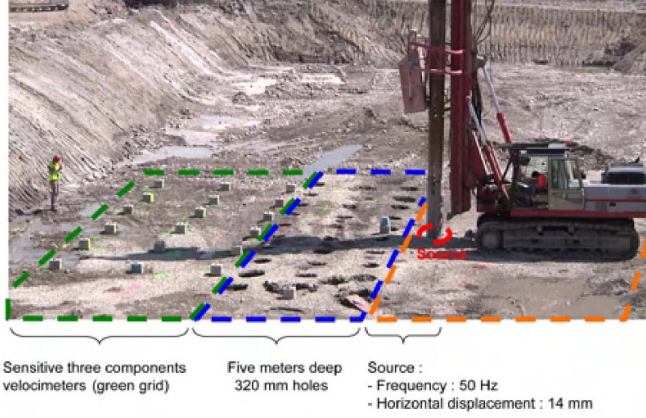 Source
Sensitive three components
velocimeters (green grid)
Five meters deep
320 mm holes
Source :
- Frequency : 50 Hz
- Horizontal displacement : 14 mm